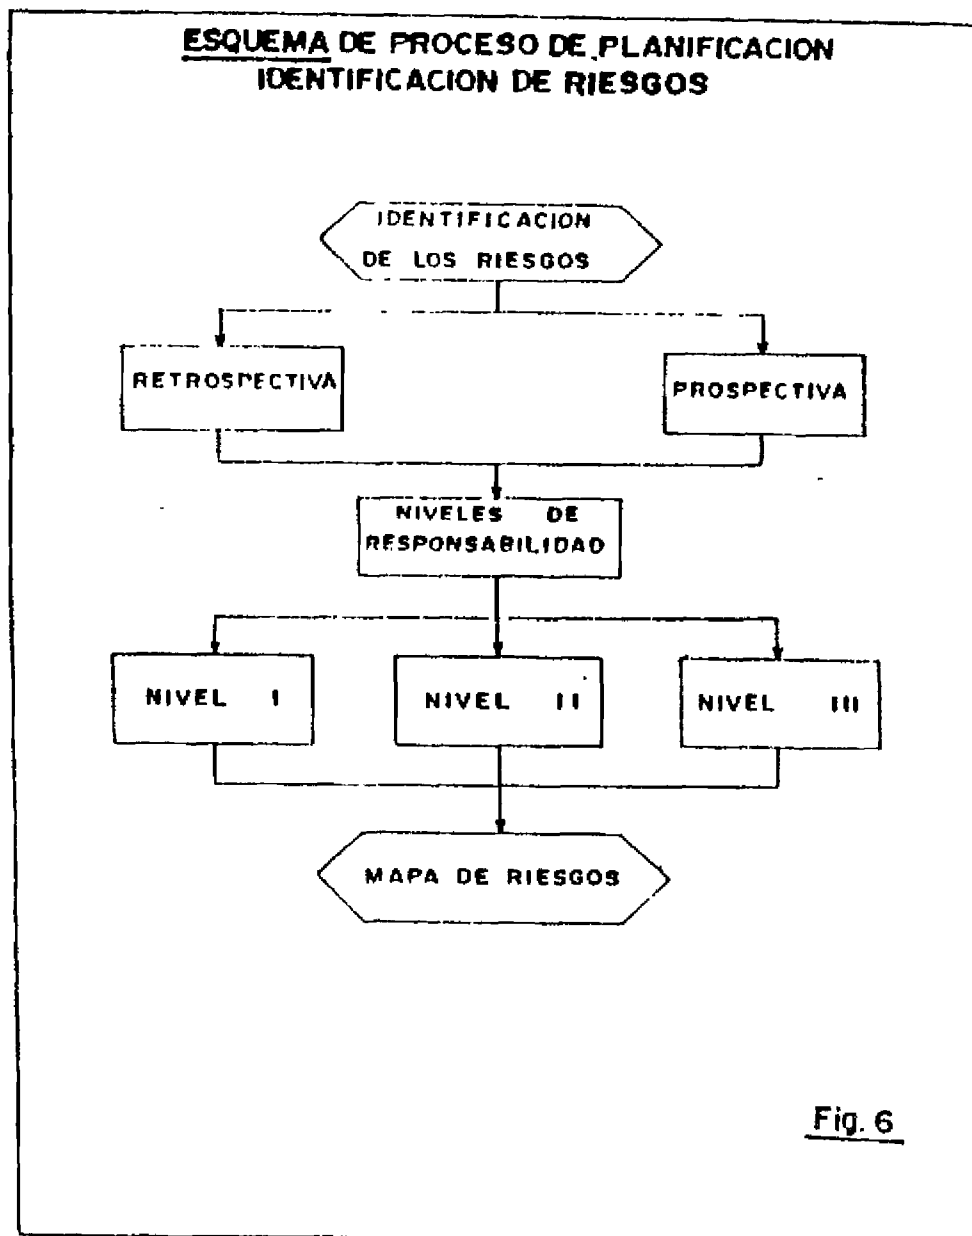 ESQUEMA DE PROCESO DE PLANIFICACION
IDENTIFICACION DE RIESGOS
IDENTIFICACION
DE LOS RIESGOS
RETROSPECTIVA
PROSPECTIVA
NIVELES DE
RESPONSABILIDAD
NIVEL I
NIVEL II
NIVEL III
MAPA DE RIESGOS
Fig. 6